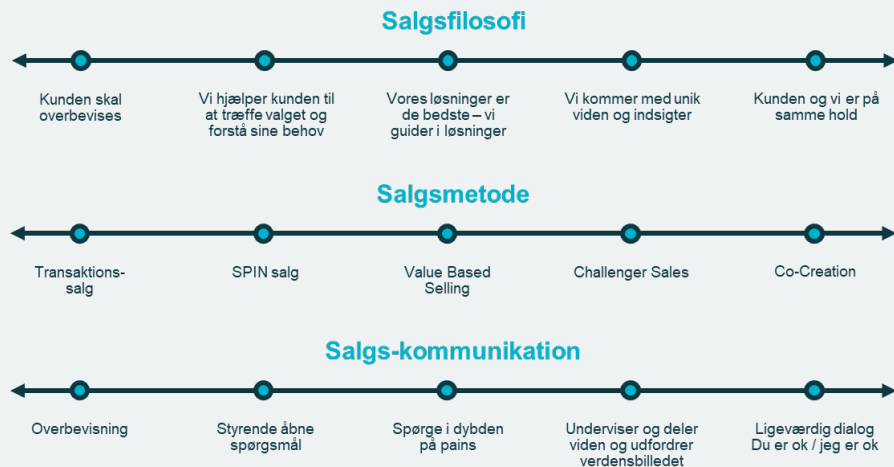 Salgsfilosofi
Kunden skal
overbevises
Vi hjælper kunden til
at træffe valget og
forstå sine behov
Vores løsninger er
de bedste – vi
guider i løsninger
Vi kommer med unik
viden og indsigter
Kunden og vi er på
samme hold
Salgsmetode
Transaktions-
salg
SPIN salg
Value Based
Selling
Challenger Sales
Co-Creation
Salgs-kommunikation
Overbevisning
Styrende åbne
spørgsmål
Spørge i dybden
på pains
Underviser og deler
viden og udfordrer
verdensbilledet
Ligeværdig dialog
Du er ok / jeg er ok